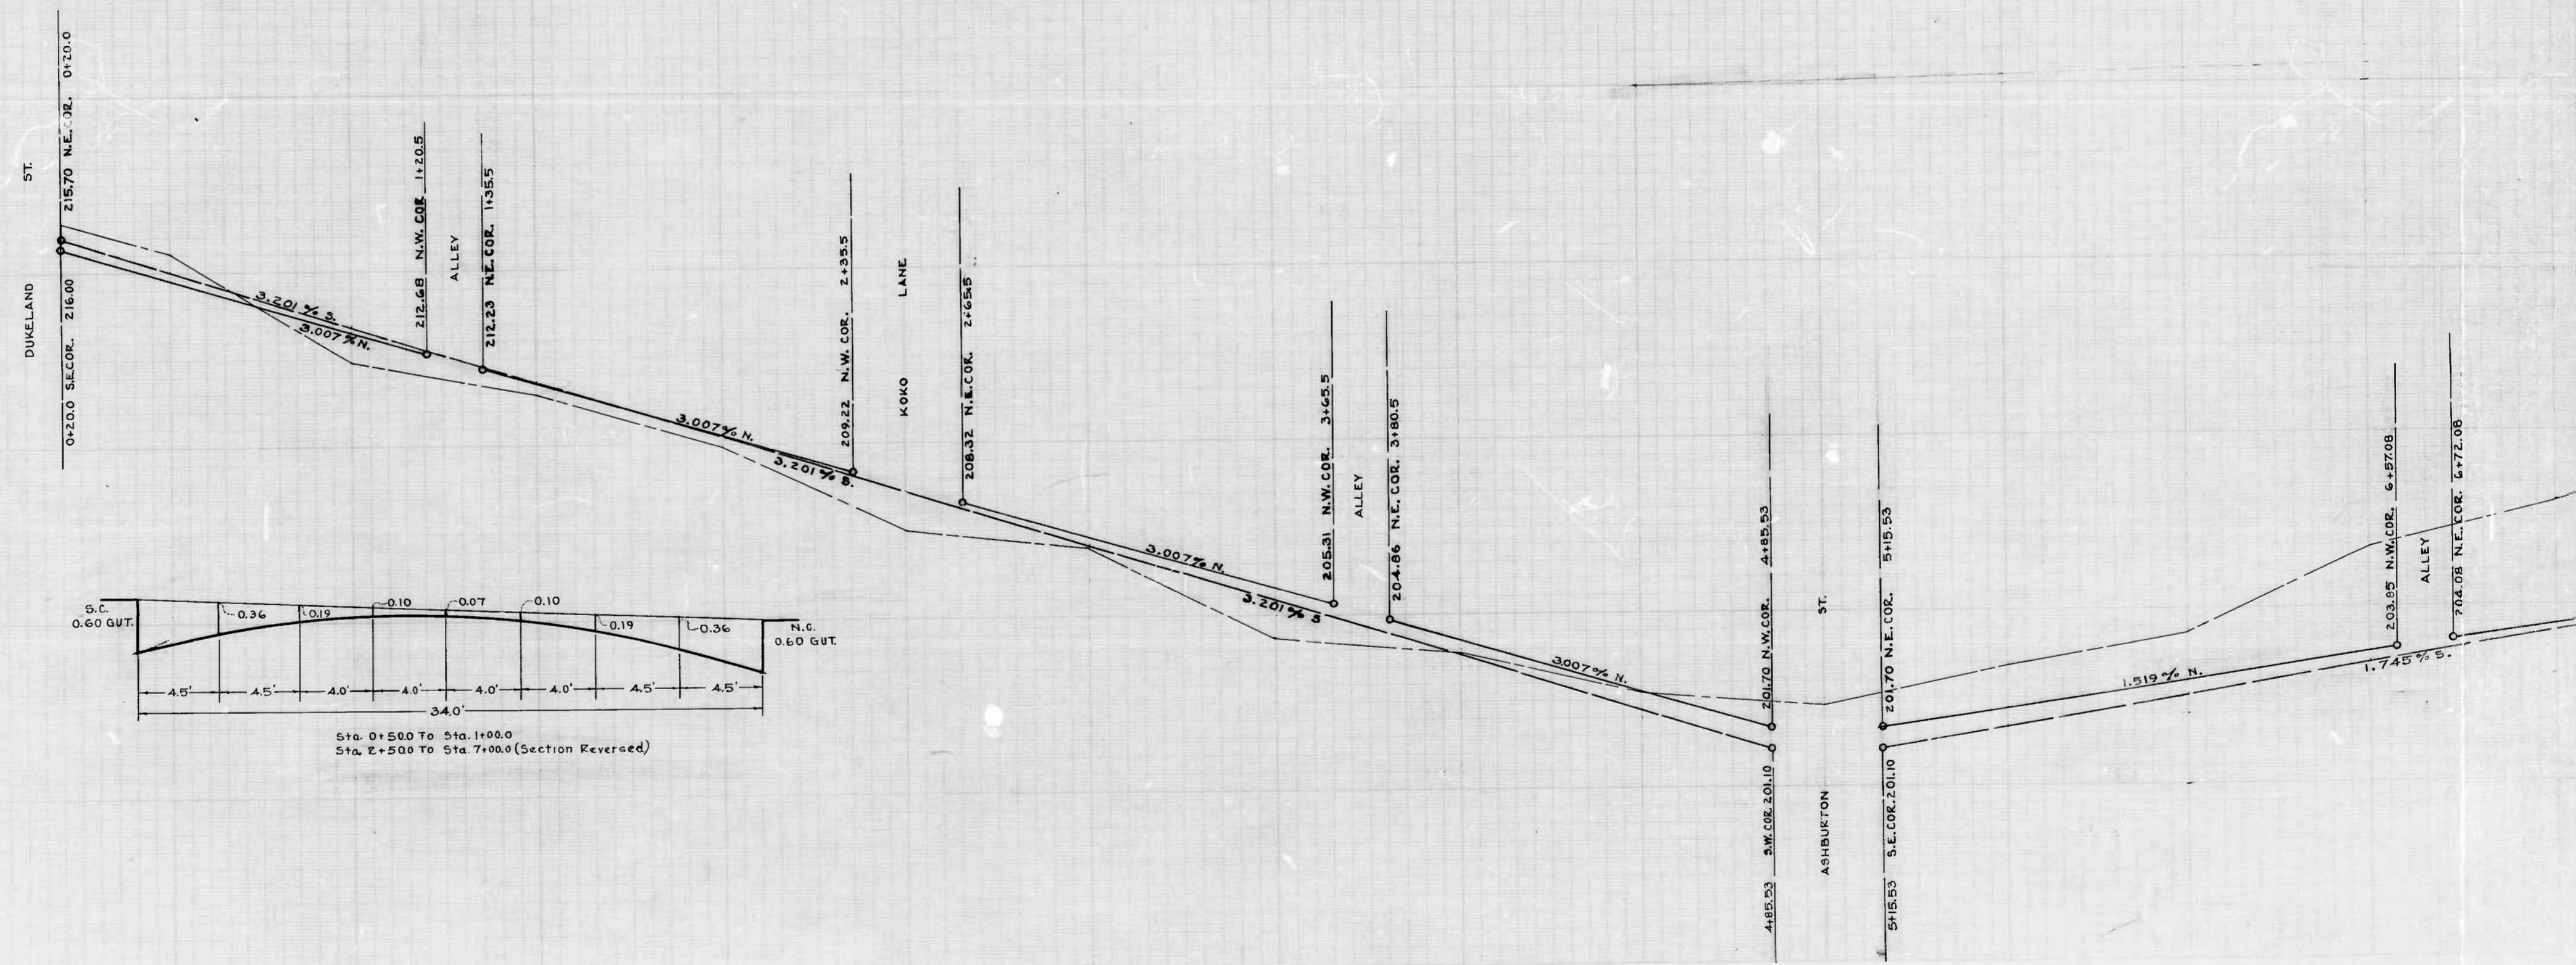 DUKELAND ST.
215.70 N.E.COR. 0+20.0
0+20.0 S.E.COR. 216.00
3.201 % S.
3.007 % N.
212.68 N.W. COR 1+20.5
ALLEY
212.23 N.E.COR. 1+35.5
3.007% N.
3.201 % S.
209.22 N.W. COR. 2+35.5
KOKO LANE
208.32 N.E.COR. 2+65.5
3.007% N.
3.201 % S
205.31 N.W.COR. 3+65.5
ALLEY
204.86 N.E. COR. 3+80.5
3.007% N.
201.70 N.W.COR. 4+85.53
4+85.53 S.W.COR. 201.10
ASHBURTON ST.
201.70 N.E.COR. 5+15.53
5+15.53 S.E.COR. 201.10
1.519 % N.
1.745 % S.
203.85 N.W.COR. 6+57.08
ALLEY
204.08 N.E.COR. 6+72.08
S.C.
0.60 GUT.
0.36
0.19
0.10
0.07
0.10
0.19
0.36
N.C.
0.60 GUT.
4.5'
4.5'
4.0'
4.0'
4.0'
4.0'
4.5'
4.5'
34.0'
Sta. 0+50.0 To Sta. 1+00.0
Sta. 2+50.0 To Sta. 7+00.0 (Section Reversed)